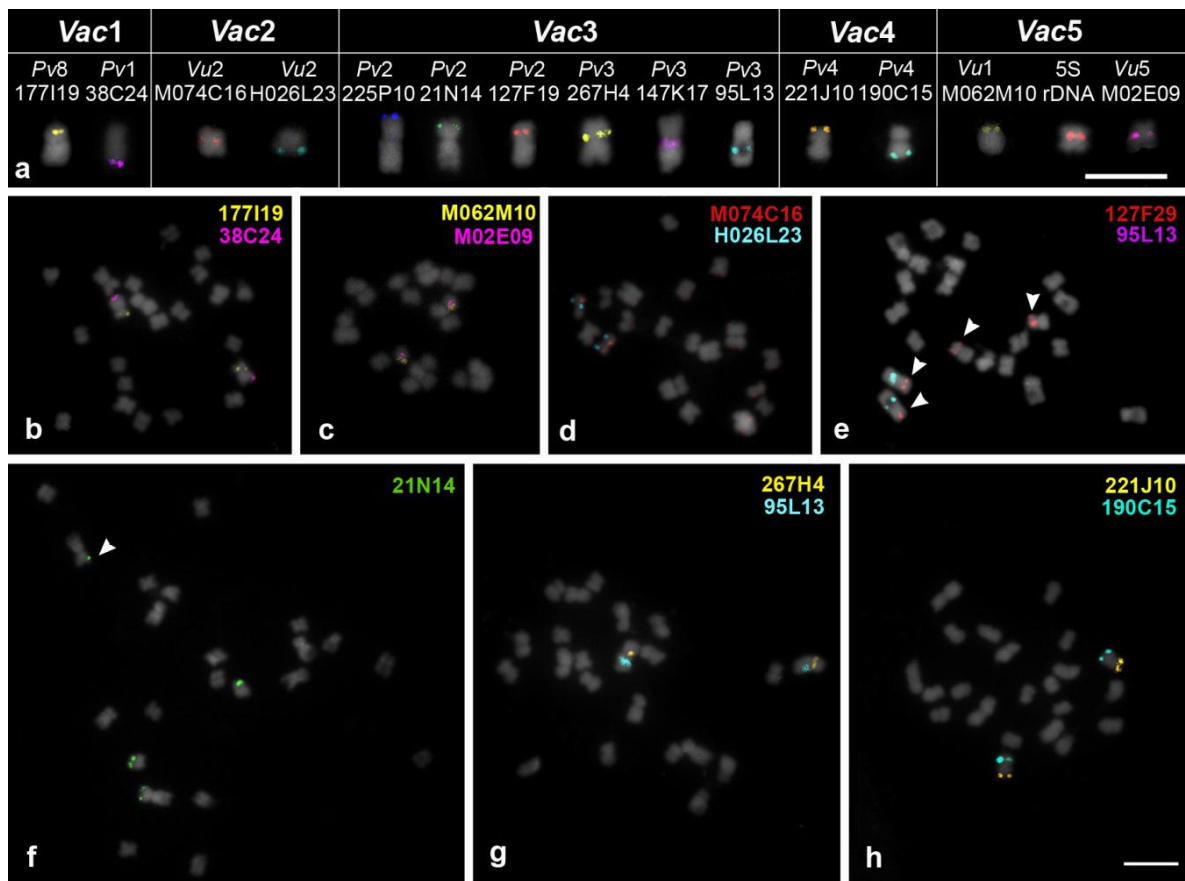 Vac1 Vac2 Vac3 Vac4 Vac5
Pv8 Pv1 Vu2 Vu2 Pv2 Pv2 Pv2 Pv3 Pv3 Pv3 Pv4 Pv4 Vu1 5S Vu5
177I19 38C24 M074C16 H026L23 225P10 21N14 127F19 267H4 147K17 95L13 221J10 190C15 M062M10 rDNA M02E09
a
177I19 M062M10 M074C16 127F29
38C24 M02E09 H026L23 95L13
b c d e
21N14 267H4 221J10
95L13 190C15
f g h